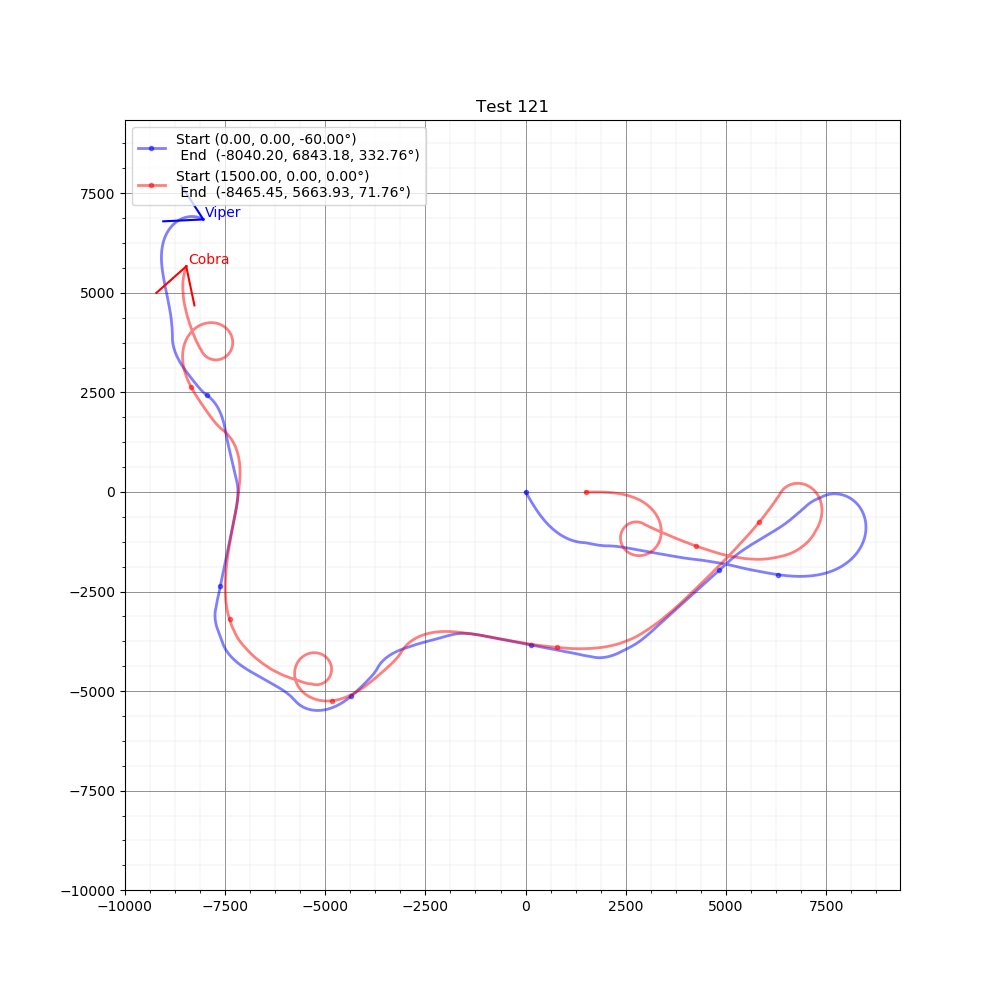 Test 121
Start (0.00, 0.00, -60.00°)
End (-8040.20, 6843.18, 332.76°)
Start (1500.00, 0.00, 0.00°)
End (-8465.45, 5663.93, 71.76°)
Viper
Cobra
7500
5000
2500
0
−2500
−5000
−7500
−10000
−10000 −7500 −5000 −2500 0 2500 5000 7500